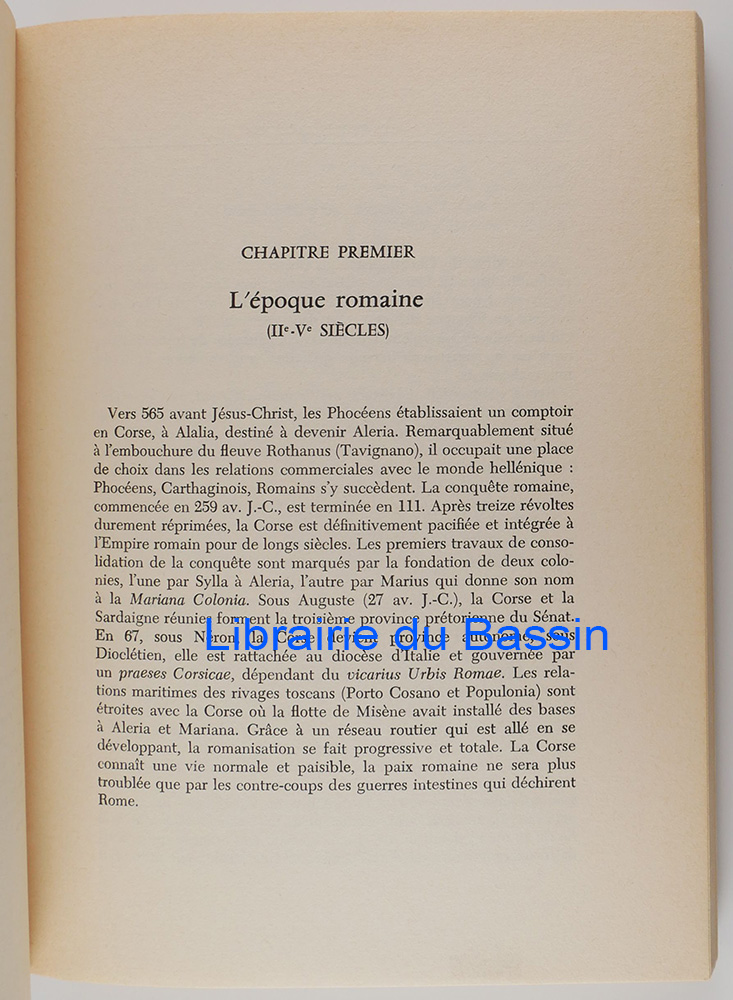 CHAPITRE PREMIER
L'époque romaine
(IIe-Ve SIÈCLES)
Vers 565 avant Jésus-Christ, les Phocéens établissaient un comptoir
en Corse, à Alalia, destiné à devenir Aleria. Remarquablement situé
à l'embouchure du fleuve Rothanus (Tavignano), il occupait une place
de choix dans les relations commerciales avec le monde hellénique :
Phocéens, Carthaginois, Romains s'y succèdent. La conquête romaine,
commencée en 259 av. J.-C., est terminée en 111. Après treize révoltes
durement réprimées, la Corse est définitivement pacifiée et intégrée à
l'Empire romain pour de longs siècles. Les premiers travaux de conso-
lidation de la conquête sont marqués par la fondation de deux colo-
nies, l'une par Sylla à Aleria, l'autre par Marius qui donne son nom
à la Mariana Colonia. Sous Auguste (27 av. J.-C.), la Corse et la
Sardaigne réunies forment la troisième province prétorienne du Sénat.
En 67, sous Néron, la Corse devient province autonome, sous
Librairie du Bassin
Dioclétien, elle est rattachée au diocèse d'Italie et gouvernée par
un praeses Corsicae, dépendant du vicarius Urbis Romae. Les rela-
tions maritimes des rivages toscans (Porto Cosano et Populonia) sont
étroites avec la Corse où la flotte de Misène avait installé des bases
à Aleria et Mariana. Grâce à un réseau routier qui est allé en se
développant, la romanisation se fait progressive et totale. La Corse
connaît une vie normale et paisible, la paix romaine ne sera plus
troublée que par les contre-coups des guerres intestines qui déchirent
Rome.